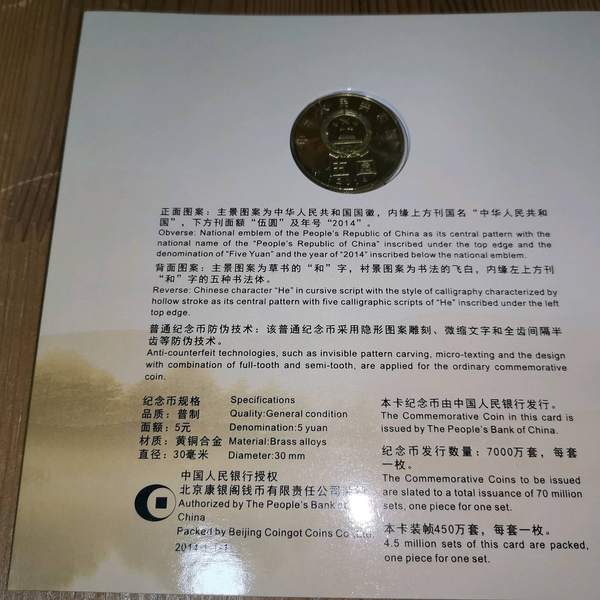 中华人民共和国
伍圆
2014
正面图案：主景图案为中华人民共和国国徽，内缘上方刊国名“中华人民共和
国”，下方刊面额“伍圆”及年号“2014”。
Obverse: National emblem of the People's Republic of China as its central pattern with the
national name of the “People's Republic of China” inscribed under the top edge and the
denomination of “Five Yuan” and the year of “2014” inscribed below the national emblem.
背面图案：主景图案为草书的“和”字，衬景图案为书法的飞白，内缘左上方刊
“和”字的五种书法体。
Reverse: Chinese character “He” in cursive script with the style of calligraphy characterized by
hollow stroke as its central pattern with five calligraphic scripts of “He” inscribed under the left
top edge.
普通纪念币防伪技术：该普通纪念币采用隐形图案雕刻、微缩文字和全齿间隔半
齿等防伪技术。
Anti-counterfeit technologies, such as invisible pattern carving, micro-texting and the design
with combination of full-tooth and semi-tooth, are applied for the ordinary commemorative
coin.
纪念币规格 Specifications
品质：普制 Quality:General condition
面额：5元 Denomination:5 yuan
材质：黄铜合金 Material:Brass alloys
直径：30毫米 Diameter:30 mm
中国人民银行授权
北京康银阁钱币有限责任公司
Authorized by The People's Bank of
China
Packed by Beijing Coingot Coins Co.,Ltd.
本卡纪念币由中国人民银行发行。
The Commemorative Coin in this card is
issued by The People's Bank of China.
纪念币发行数量：7000万套，每套
一枚。
The Commemorative Coins to be issued
are slated to a total issuance of 70 million
sets, one piece for one set.
本卡装帧450万套，每套一枚。
4.5 million sets of this card are packed,
one piece for one set.